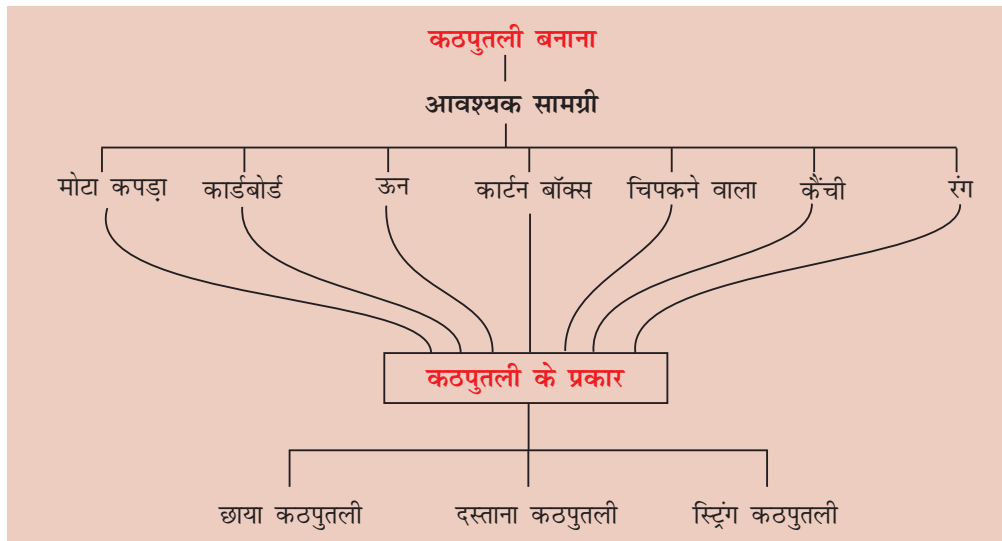 कठपुतली बनाना
आवश्यक सामग्री
मोटा कपड़ा कार्डबोर्ड ऊन कार्टन बॉक्स चिपकने वाला कैंची रंग
कठपुतली के प्रकार
छाया कठपुतली दस्ताना कठपुतली स्ट्रिंग कठपुतली